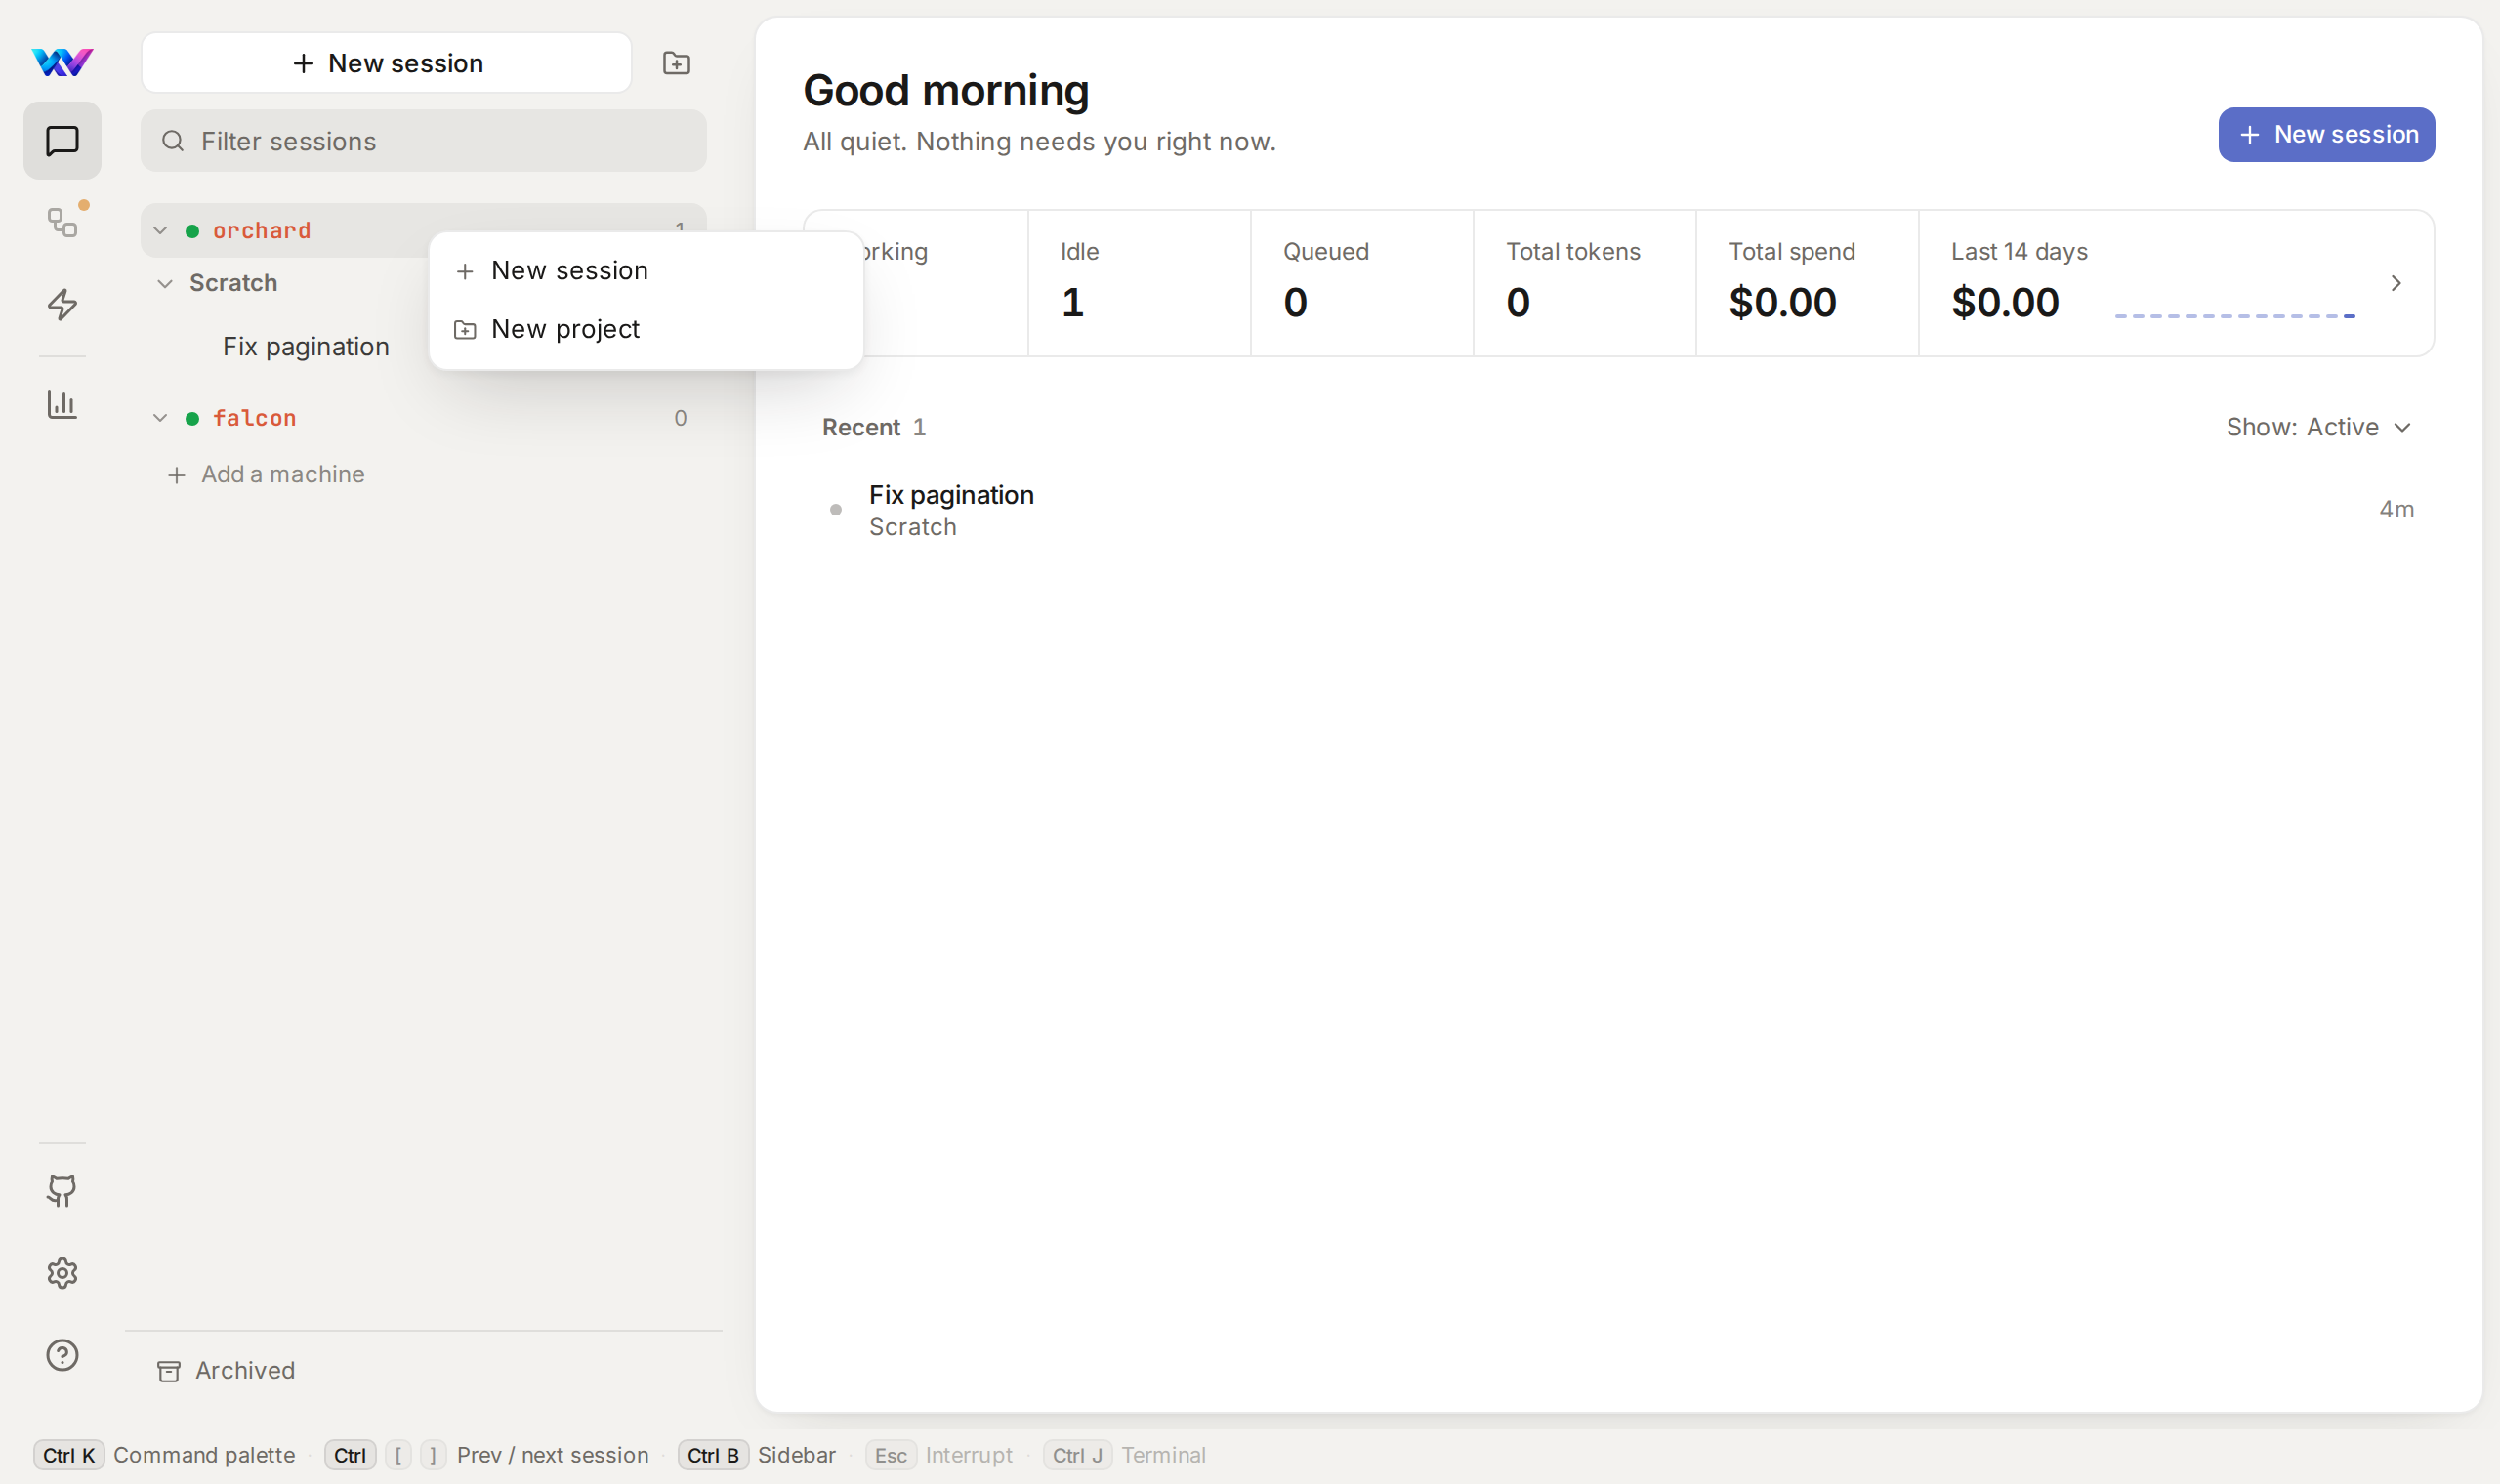 New session
Filter sessions
orchard
Scratch
Fix pagination
falcon 0
Add a machine
New session
New project
Archived
Good morning
All quiet. Nothing needs you right now.
New session
Idle
1
Queued
0
Total tokens
0
Total spend
$0.00
Last 14 days
$0.00
Recent 1
Show: Active
Fix pagination
Scratch
4m
Ctrl K Command palette · Ctrl [ ] Prev / next session · Ctrl B Sidebar · Esc Interrupt · Ctrl J Terminal